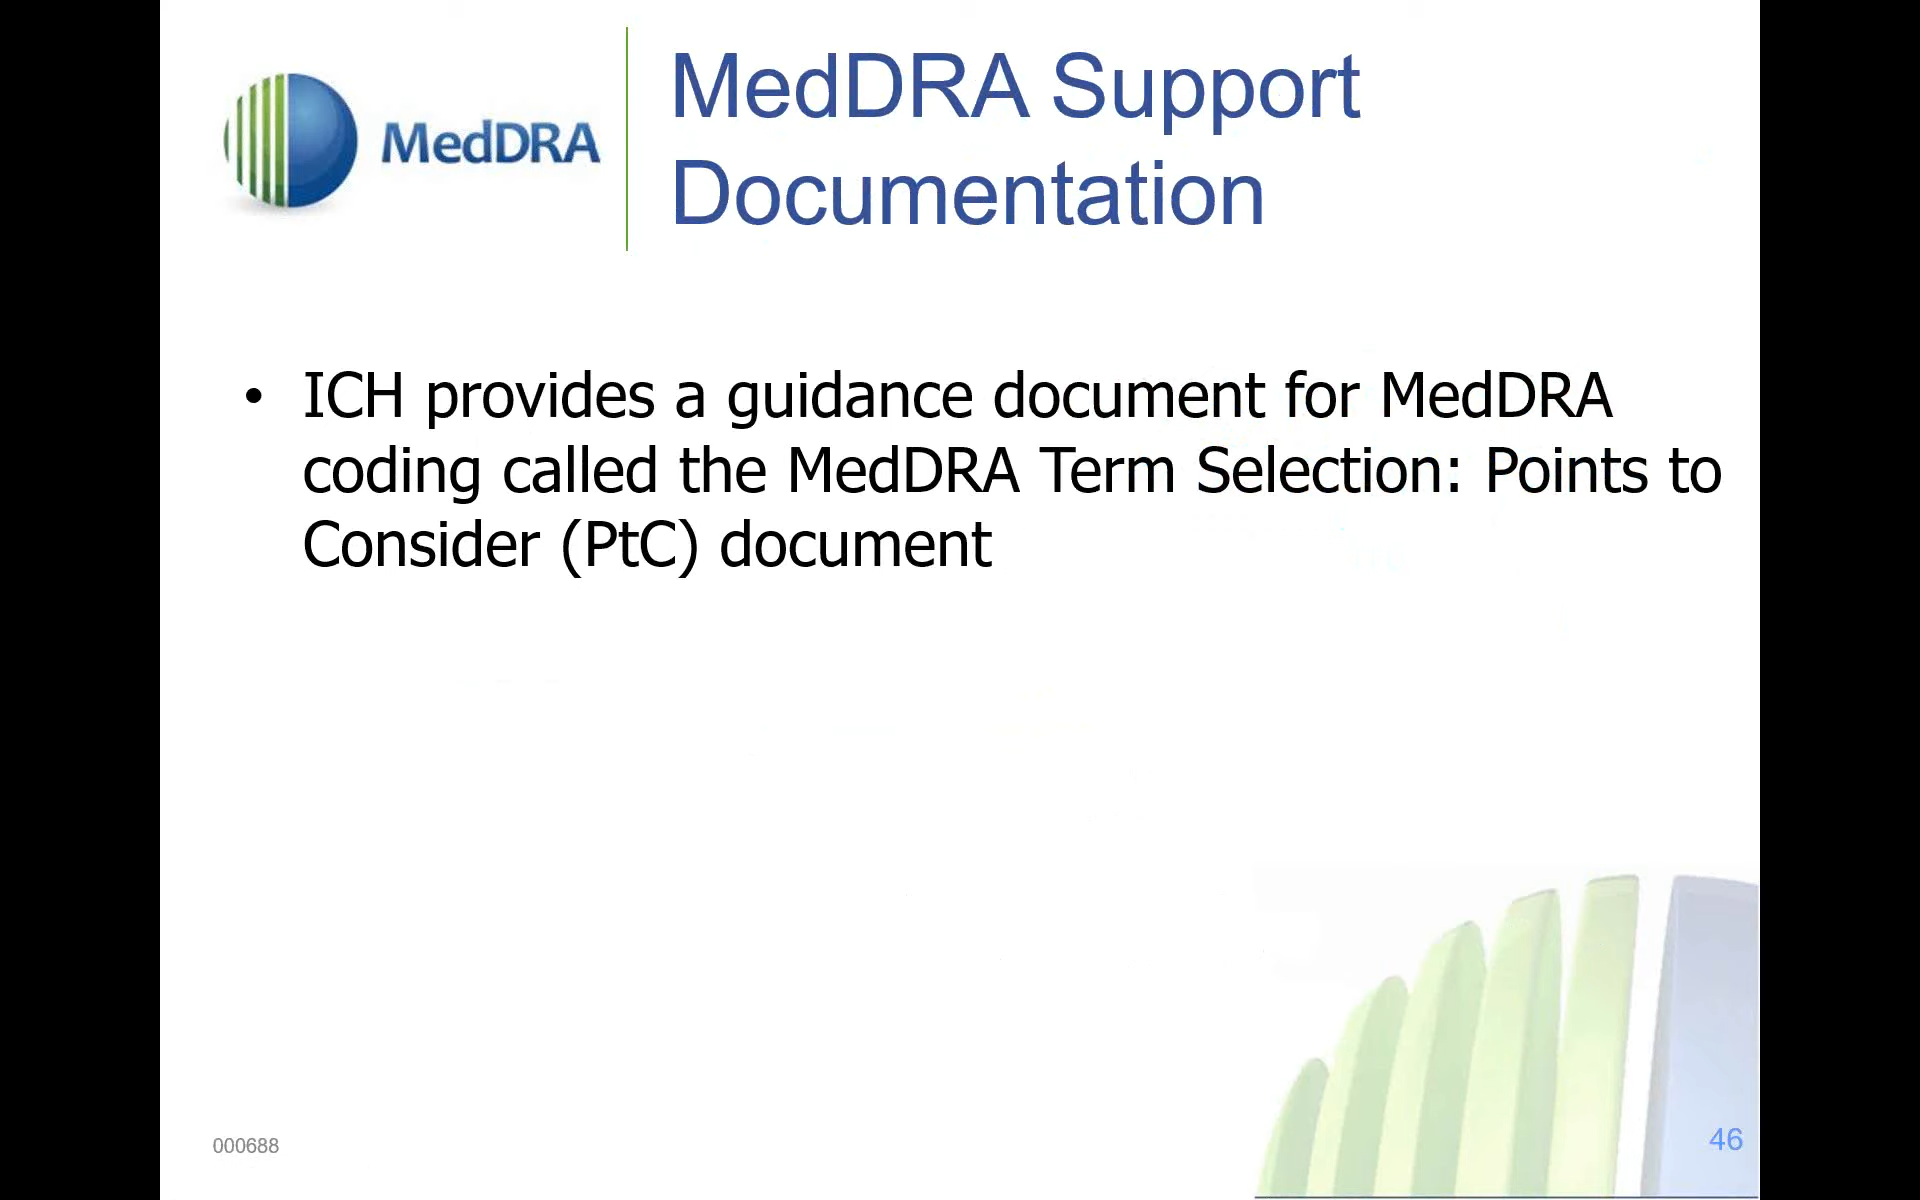 MedDRA
MedDRA Support
Documentation
• ICH provides a guidance document for MedDRA
coding called the MedDRA Term Selection: Points to
Consider (PtC) document
000688
46